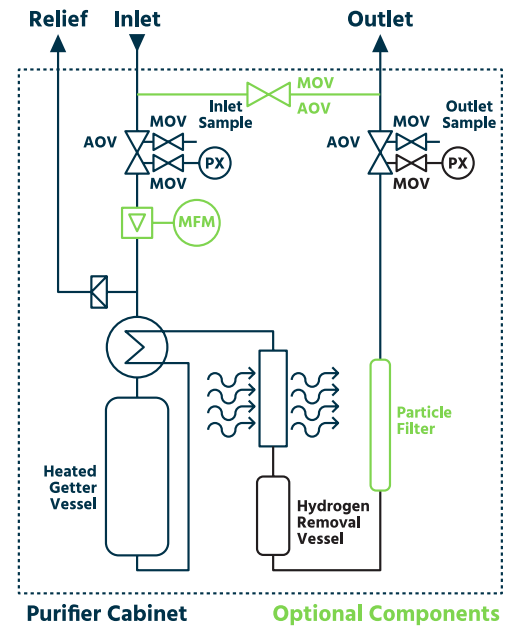 Relief
Inlet
Outlet
MOV
AOV
Inlet
Sample
MOV
AOV
PX
MOV
Outlet
Sample
MOV
AOV
PX
MOV
MFM
Particle
Filter
Heated
Getter
Vessel
Hydrogen
Removal
Vessel
Purifier Cabinet
Optional Components